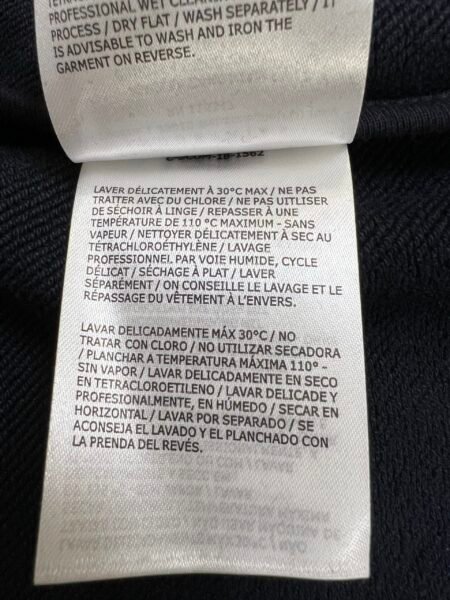 PROFESSIONAL WET CLEANING
PROCESS / DRY FLAT / WASH SEPARATELY / IT
IS ADVISABLE TO WASH AND IRON THE
GARMENT ON REVERSE.
LAVER DÉLICATEMENT À 30°C MAX / NE PAS
TRAITER AVEC DU CHLORE / NE PAS UITLISER
DE SÉCHOIR À LINGE / REPASSER À UNE
TEMPÉRATURE DE 110 °C MAXIMUM - SANS
VAPEUR / NETTOYER DÉLICATEMENT À SEC AU
TÉTRACHLOROÉTHYLÈNE / LAVAGE
PROFESSIONNEL PAR VOIE HUMIDE, CYCLE
DÉLICAT / SÉCHAGE À PLAT / LAVER
SÉPARÉMENT / ON CONSEILLE LE LAVAGE ET LE
RÉPASSAGE DU VÊTEMENT À L'ENVERS.
LAVAR DELICADAMENTE MÁX 30°C / NO
TRATAR CON CLORO / NO UTILIZAR SECADORA
/ PLANCHAR A TEMPERATURA MÁXIMA 110° -
SIN VAPOR / LAVAR DELICADAMENTE EN SECO
EN TETRACLOROETILENO / LAVAR DELICADE Y
PROFESIONALMENTE, EN HÚMEDO / SECAR EN
HORIZONTAL / LAVAR POR SEPARADO / SE
ACONSEJA EL LAVADO Y EL PLANCHADO CON
LA PRENDA DEL REVÉS.